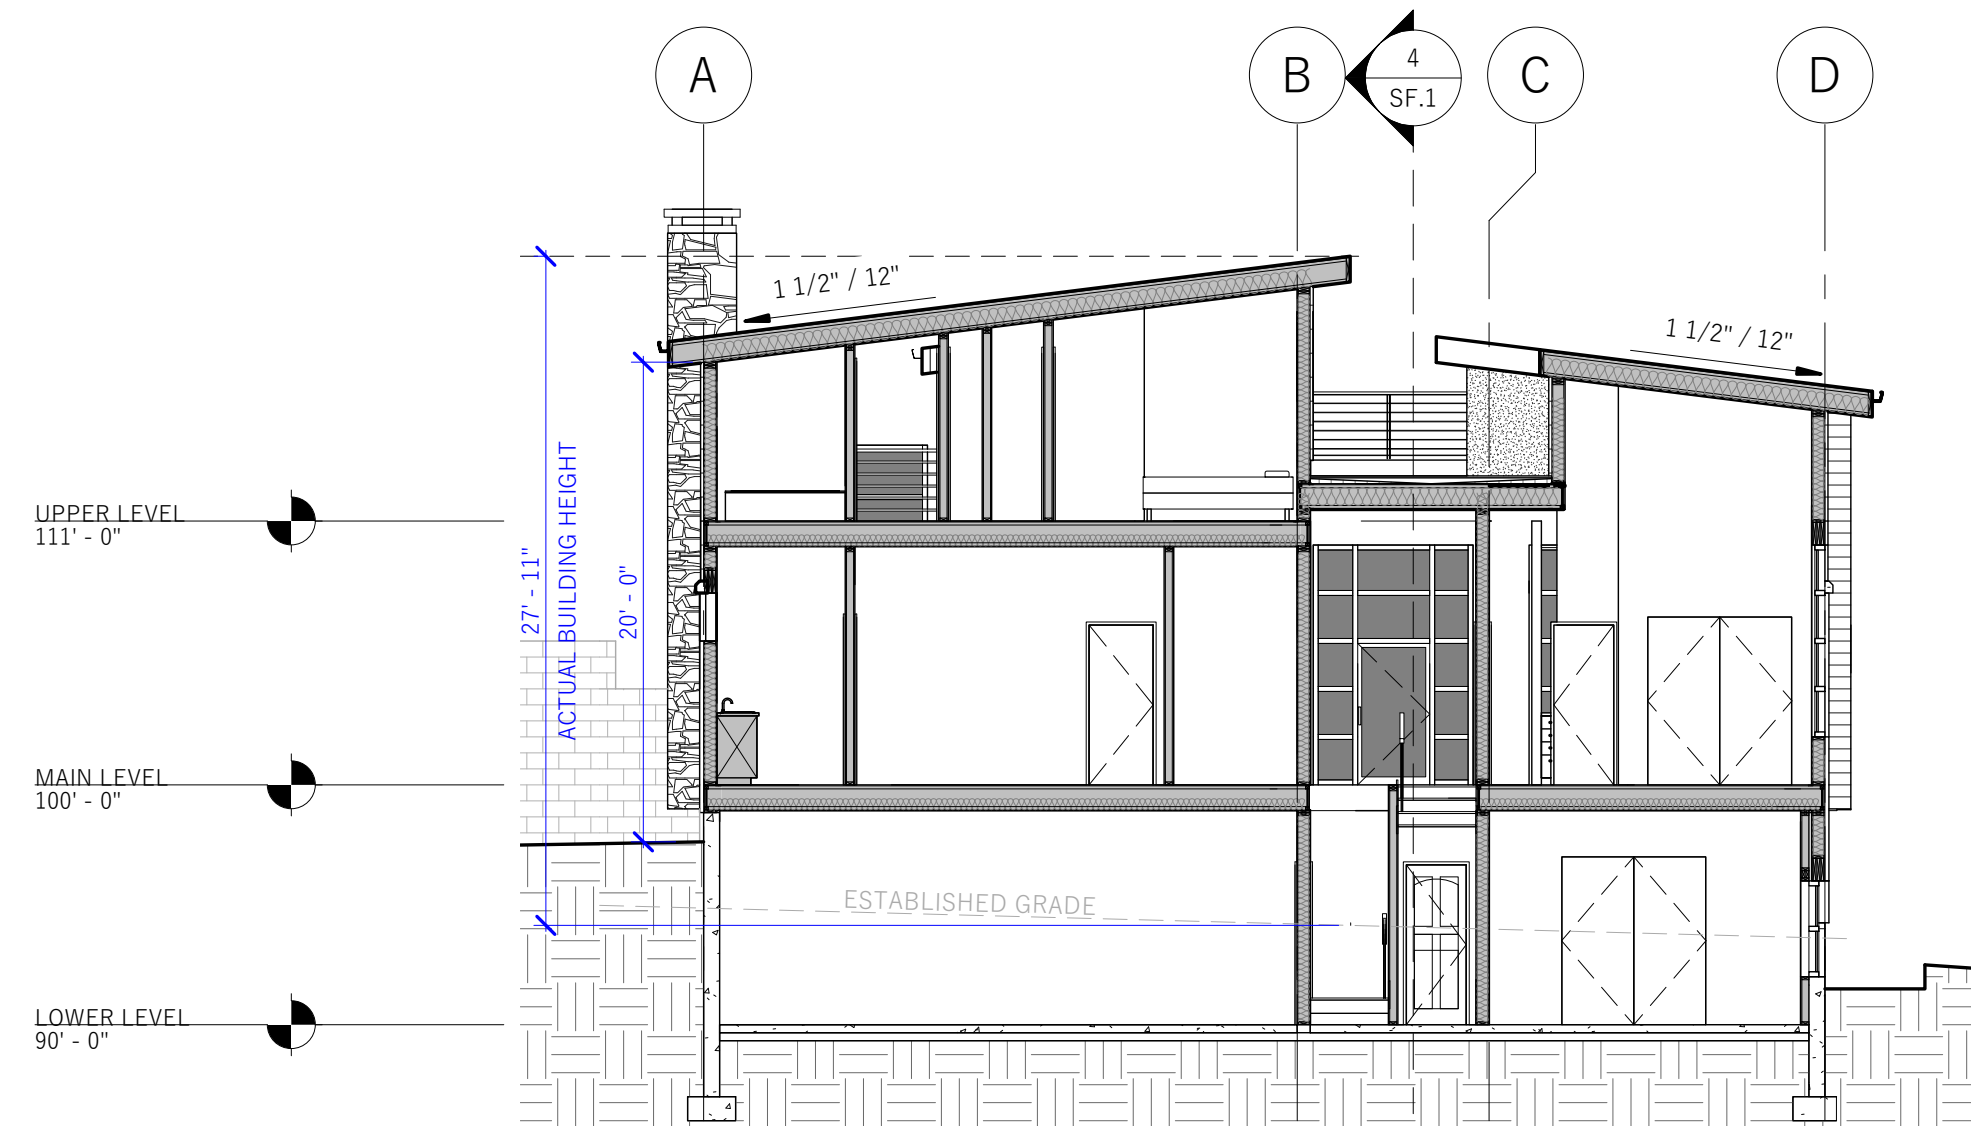 A
B
4
SF.1
C
D
1 1/2" / 12"
1 1/2" / 12"
UPPER LEVEL
111' - 0"
27' - 11"
ACTUAL BUILDING HEIGHT
20' - 0"
MAIN LEVEL
100' - 0"
ESTABLISHED GRADE
LOWER LEVEL
90' - 0"